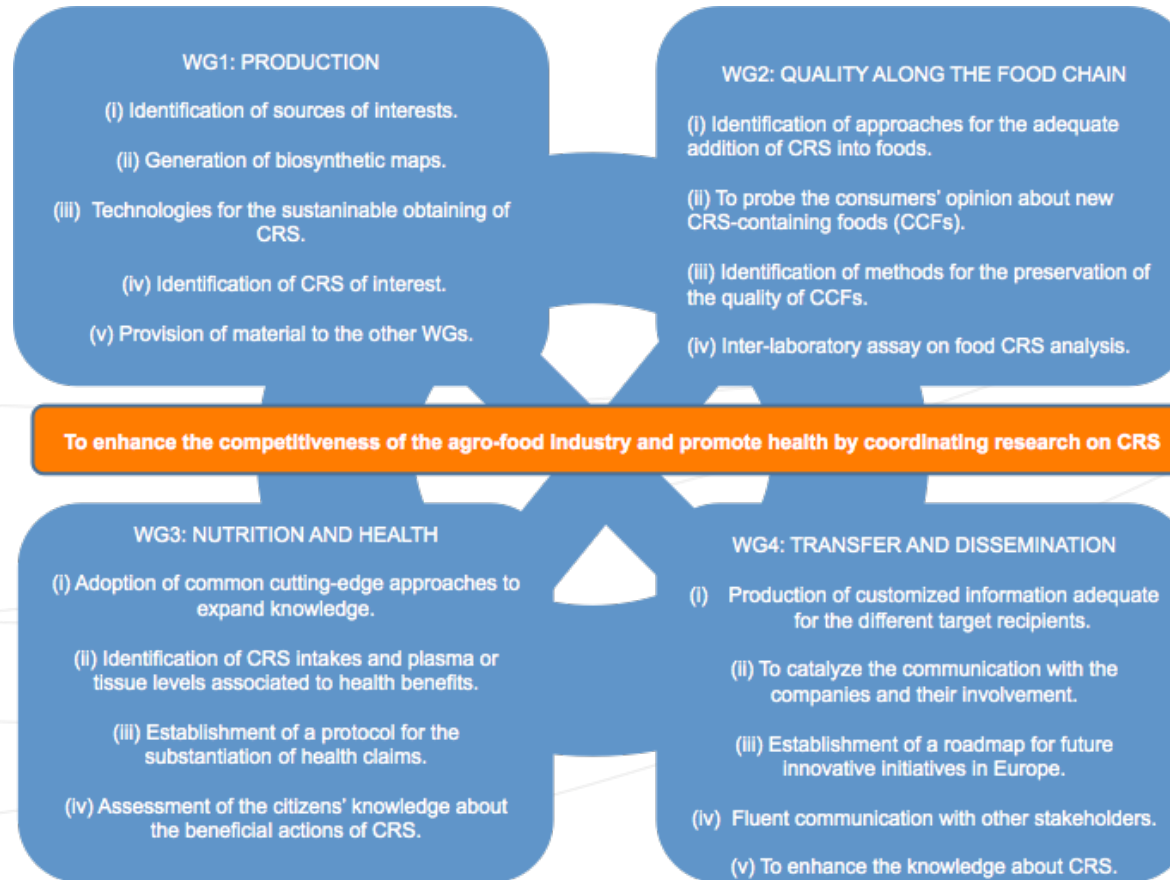 WG1: PRODUCTION
(i) Identification of sources of interests.
(ii) Generation of biosynthetic maps.
(iii) Technologies for the sustaninable obtaining of
CRS.
(iv) Identification of CRS of interest.
(v) Provision of material to the other WGs.
WG2: QUALITY ALONG THE FOOD CHAIN
(i) Identification of approaches for the adequate
addition of CRS into foods.
(ii) To probe the consumers' opinion about new
CRS-containing foods (CCFs).
(iii) Identification of methods for the preservation of
the quality of CCFs.
(iv) Inter-laboratory assay on food CRS analysis.
To enhance the competitiveness of the agro-food industry and promote health by coordinating research on CRS
WG3: NUTRITION AND HEALTH
(i) Adoption of common cutting-edge approaches to
expand knowledge.
(ii) Identification of CRS intakes and plasma or
tissue levels associated to health benefits.
(iii) Establishment of a protocol for the
substantiation of health claims.
(iv) Assessment of the citizens' knowledge about
the beneficial actions of CRS.
WG4: TRANSFER AND DISSEMINATION
(i) Production of customized information adequate
for the different target recipients.
(ii) To catalyze the communication with the
companies and their involvement.
(iii) Establishment of a roadmap for future
innovative initiatives in Europe.
(iv) Fluent communication with other stakeholders.
(v) To enhance the knowledge about CRS.